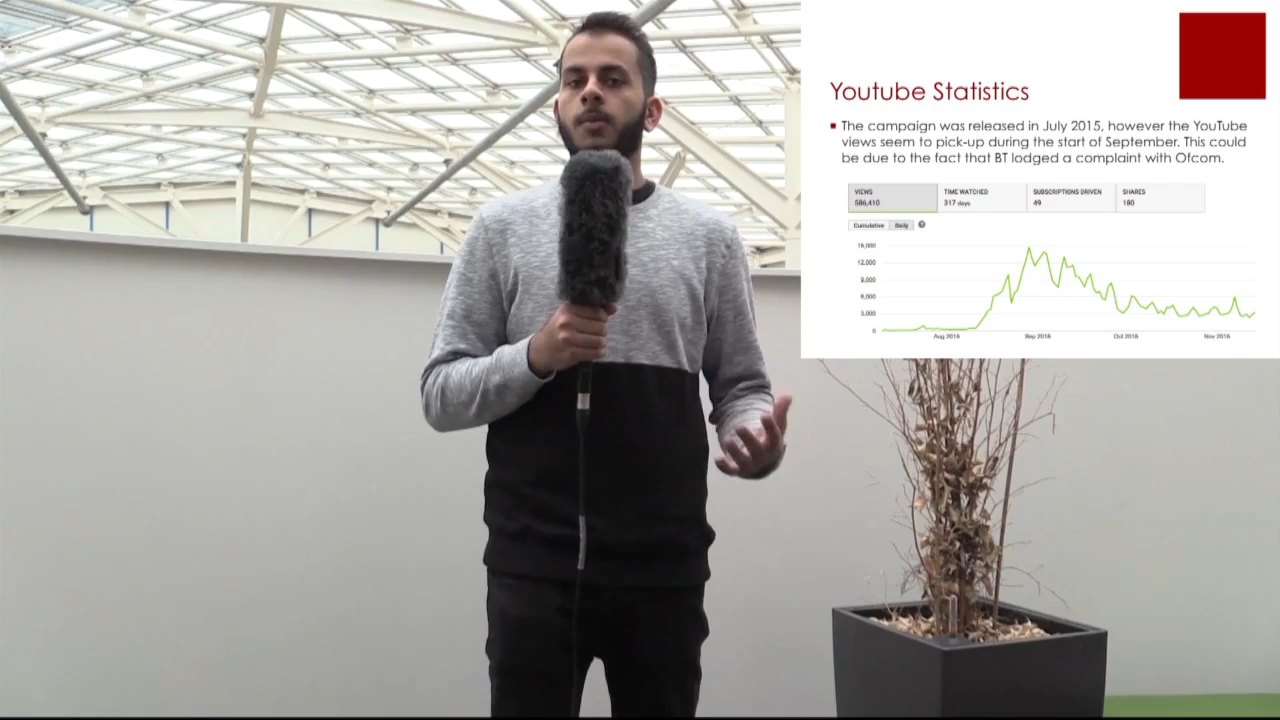 Youtube Statistics
The campaign was released in July 2015, however the YouTube
views seem to pick-up during the start of September. This could
be due to the fact that BT lodged a complaint with Ofcom.
VIEWS TIME WATCHED SUBSCRIPTIONS DRIVEN SHARES
586,410 317 days 49 180
Cumulative Daily ?
15,000
12,000
9,000
6,000
3,000
0
Aug 2015 Sep 2015 Oct 2015 Nov 2015